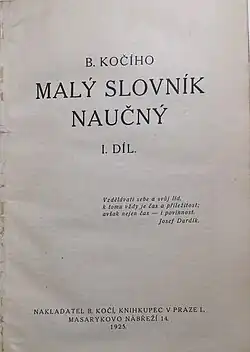 B. KOČÍHO
MALÝ SLOVNÍK
NAUČNÝ
I. DÍL.
Vzdělávati sebe a svůj lid,
k tomu vždy je čas a příležitost;
avšak nejen čas — i povinnost.
Josef Durdík.
NAKLADATEL B. KOČÍ, KNIHKUPEC V PRAZE I.
MASARYKOVO NÁBŘEŽÍ 14.
1925